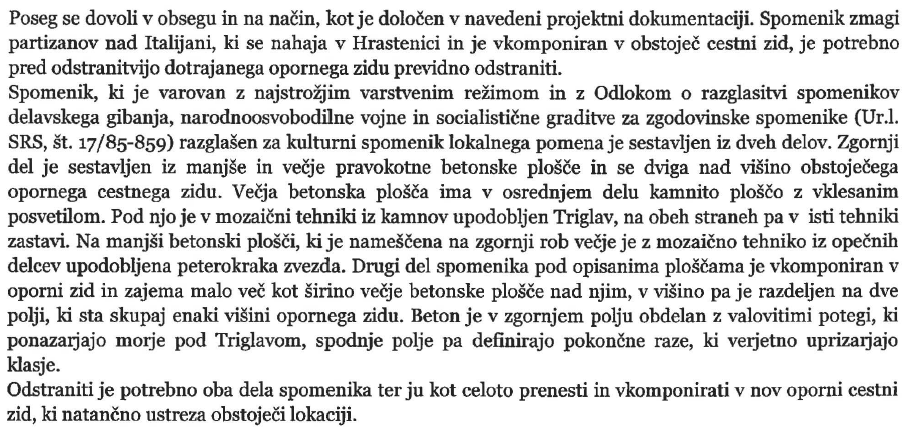 Poseg se dovoli v obsegu in na način, kot je določen v navedeni projektni dokumentaciji. Spomenik zmagi
partizanov nad Italijani, ki se nahaja v Hrastenici in je vkomponiran v obstoječ cestni zid, je potrebno
pred odstranitvijo dotrajanega opornega zidu previdno odstraniti.
Spomenik, ki je varovan z najstrožjim varstvenim režimom in z Odlokom o razglasitvi spomenikov
delavskega gibanja, narodnoosvobodilne vojne in socialistične graditve za zgodovinske spomenike (Ur.l.
SRS, št. 17/85-859) razglašen za kulturni spomenik lokalnega pomena je sestavljen iz dveh delov. Zgornji
del je sestavljen iz manjše in večje pravokotne betonske plošče in se dviga nad višino obstoječega
opornega cestnega zidu. Večja betonska plošča ima v osrednjem delu kamnito ploščo z vklesanim
posvetilom. Pod njo je v mozaični tehniki iz kamnov upodobljen Triglav, na obeh straneh pa v isti tehniki
zastavi. Na manjši betonski plošči, ki je nameščena na zgornji rob večje je z mozaično tehniko iz opečnih
delcev upodobljena peterokraka zvezda. Drugi del spomenika pod opisanima ploščama je vkomponiran v
oporni zid in zajema malo več kot širino večje betonske plošče nad njim, v višino pa je razdeljen na dve
polji, ki sta skupaj enaki višini opornega zidu. Beton je v zgornjem polju obdelan z valovitimi potegi, ki
ponazarjajo morje pod Triglavom, spodnje polje pa definirajo pokončne raze, ki verjetno uprizarjajo
klasje.
Odstraniti je potrebno oba dela spomenika ter ju kot celoto prenesti in vkomponirati v nov oporni cestni
zid, ki natančno ustreza obstoječi lokaciji.